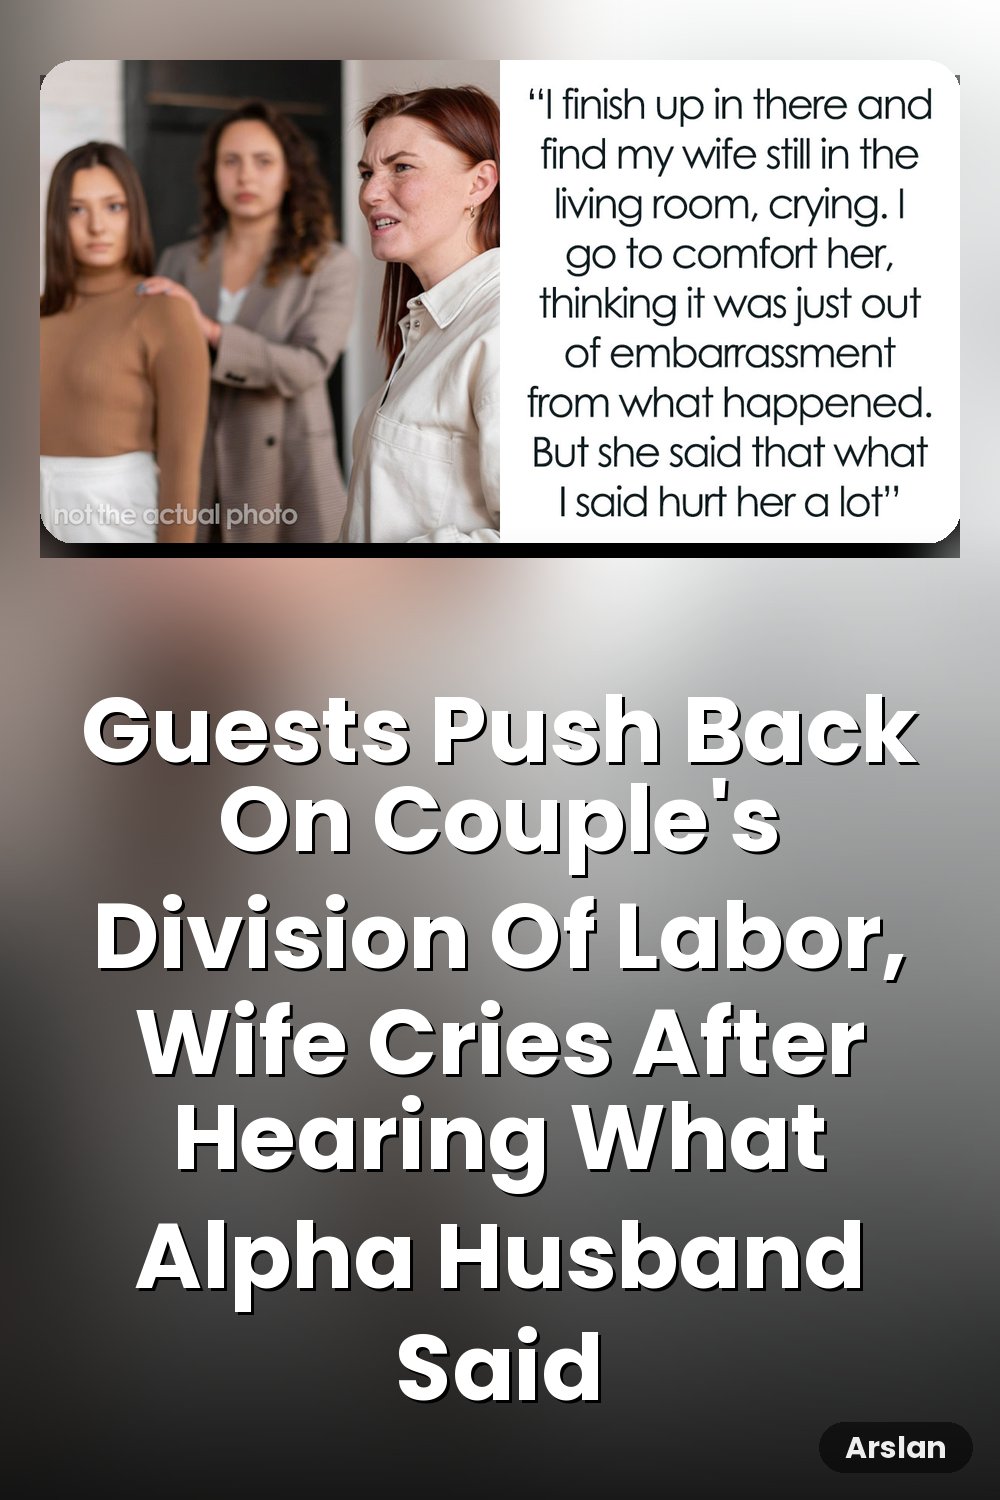 “I finish up in there and
find my wife still in the
living room, crying. I
go to comfort her,
thinking it was just out
of embarrassment
from what happened.
But she said that what
I said hurt her a lot”
not the actual photo
Guests Push Back
On Couple's
Division Of Labor,
Wife Cries After
Hearing What
Alpha Husband
Said
Arslan